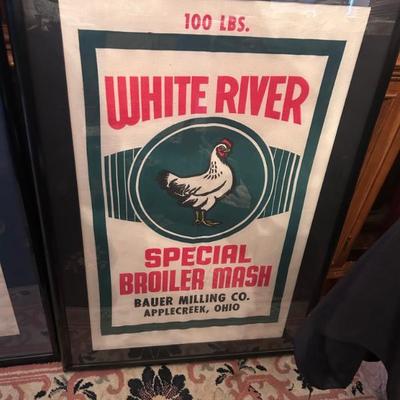 100 LBS.
WHITE RIVER
SPECIAL
BROILER MASH
BAUER MILLING CO.
APPLECREEK, OHIO